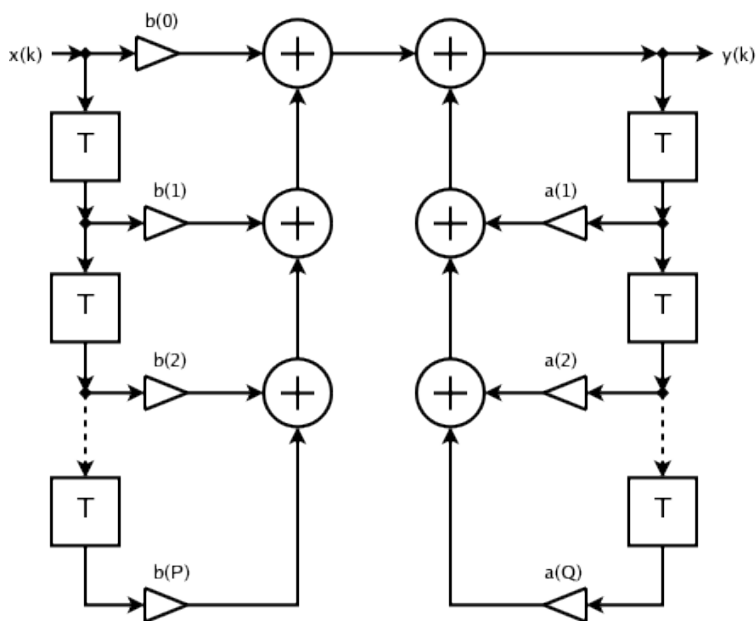 b(0)
x(k) y(k)
T T
b(1) a(1)
T T
b(2) a(2)
T T
b(P) a(Q)